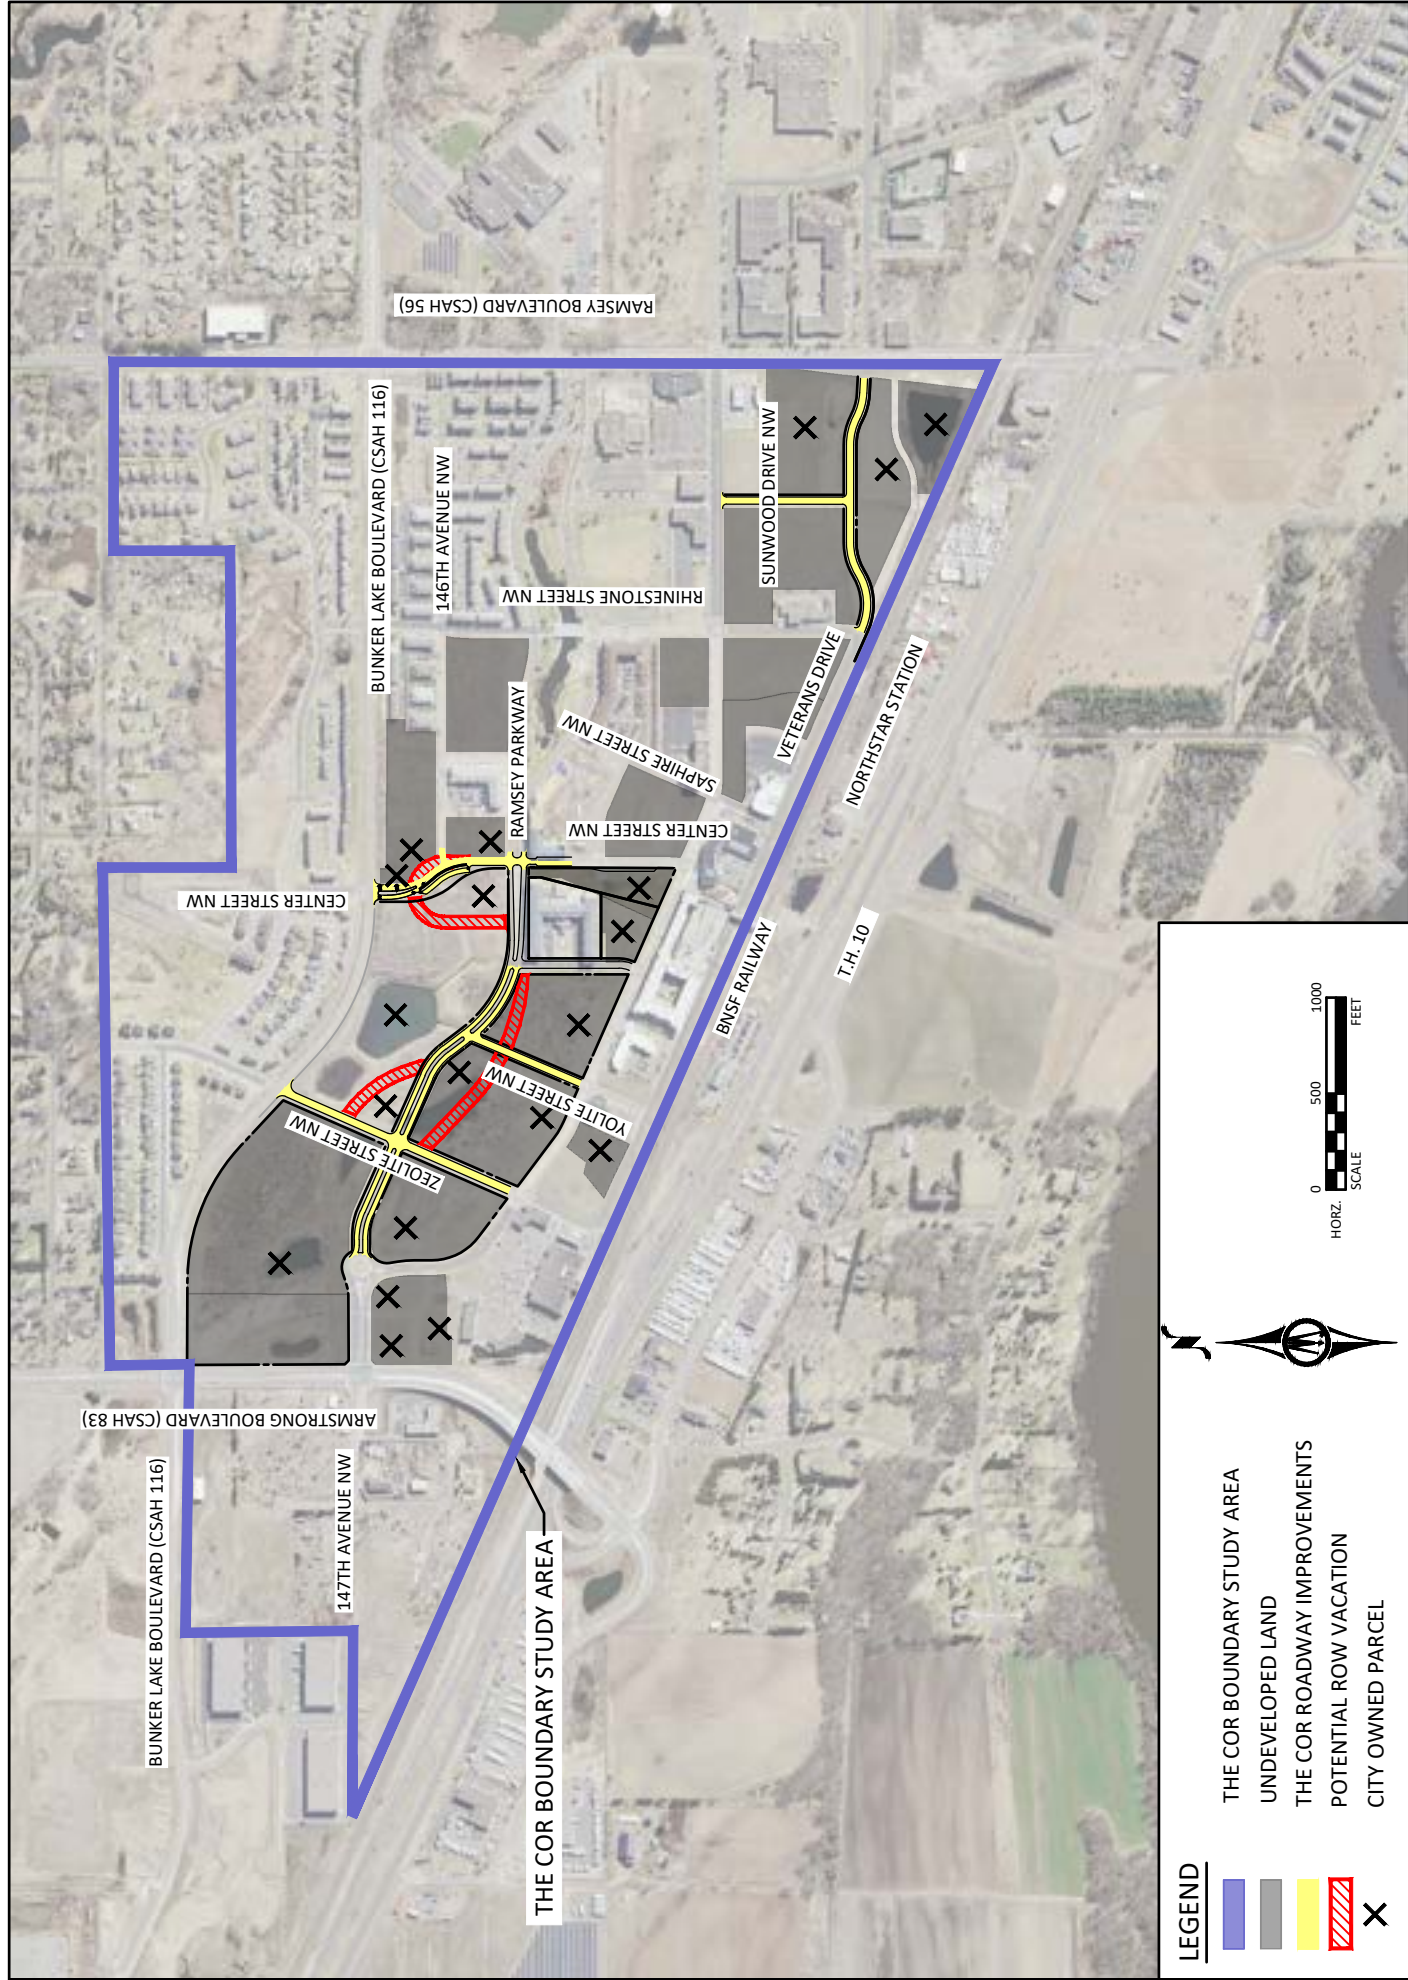 RAMSEY BOULEVARD (CSAH 56)
BUNKER LAKE BOULEVARD (CSAH 116)
146TH AVENUE NW
RHINESTONE STREET NW
SUNWOOD DRIVE NW
VETERANS DRIVE
NORTHSTAR STATION
RAMSEY PARKWAY
SAPHIRE STREET NW
CENTER STREET NW
CENTER STREET NW
BNSF RAILWAY
T.H. 10
YOLITE STREET NW
ZEOLITE STREET NW
ARMSTRONG BOULEVARD (CSAH 83)
BUNKER LAKE BOULEVARD (CSAH 116)
147TH AVENUE NW
THE COR BOUNDARY STUDY AREA
LEGEND
THE COR BOUNDARY STUDY AREA
UNDEVELOPED LAND
THE COR ROADWAY IMPROVEMENTS
POTENTIAL ROW VACATION
CITY OWNED PARCEL
N
0 500 1000
HORZ.
SCALE FEET